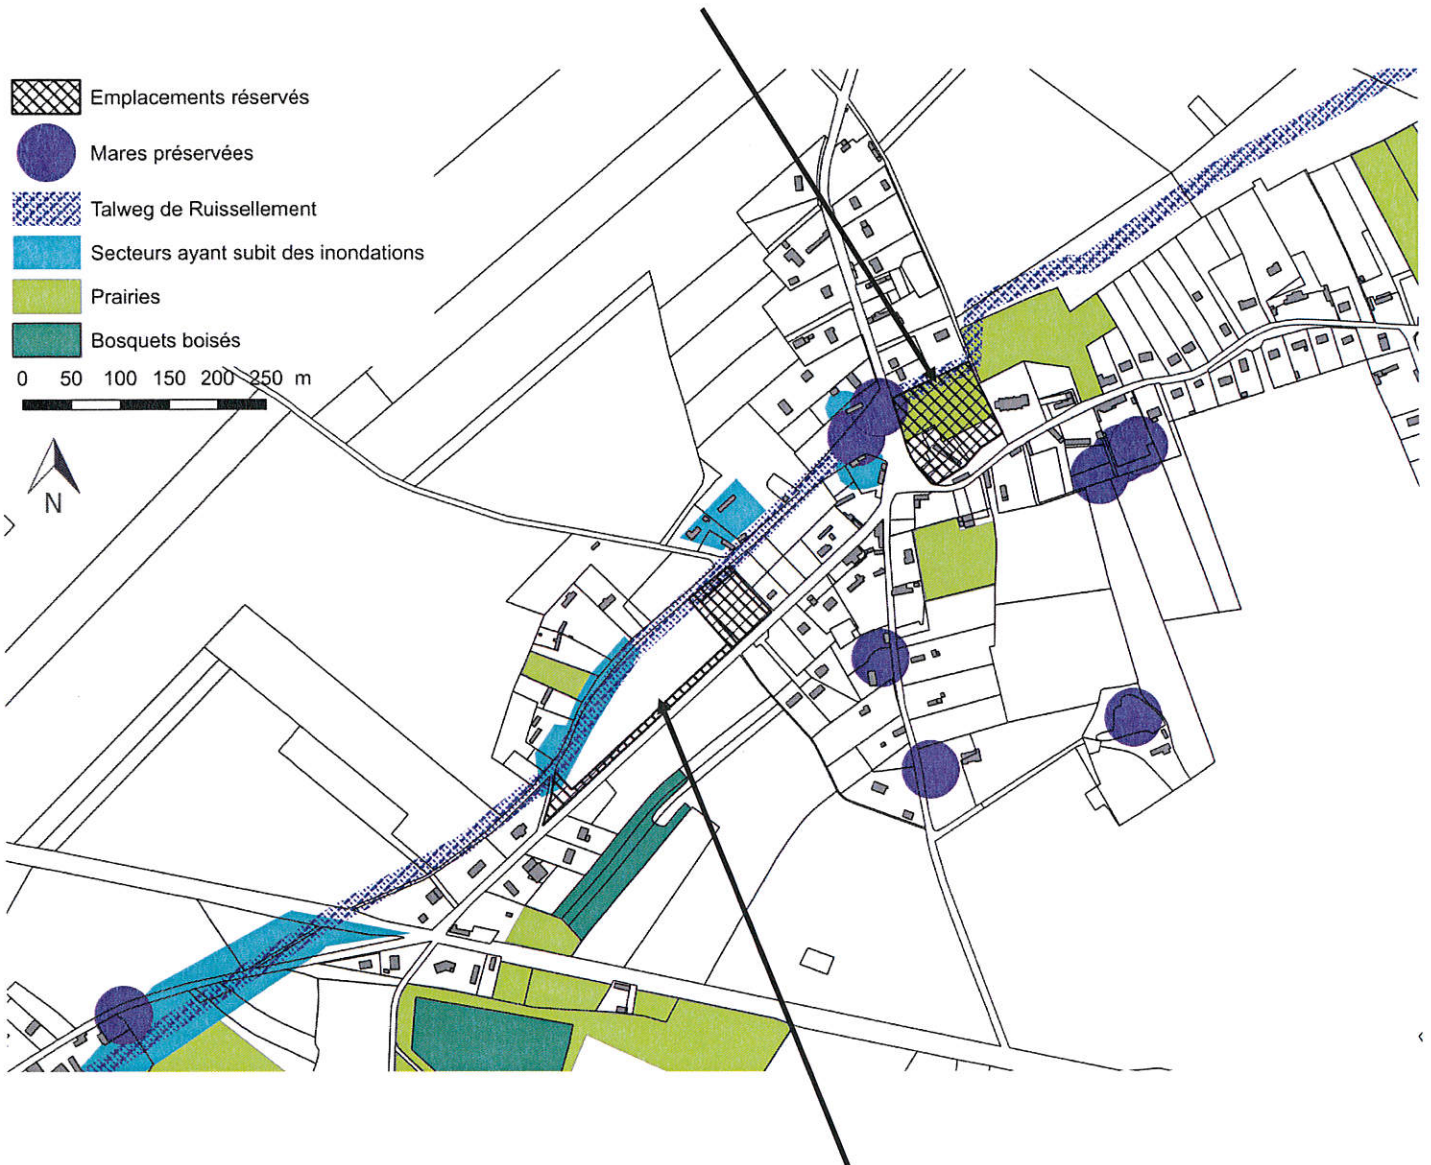 Emplacements réservés
Mares préservées
Talweg de Ruissellement
Secteurs ayant subit des inondations
Prairies
Bosquets boisés
0 50 100 150 200 250 m
N